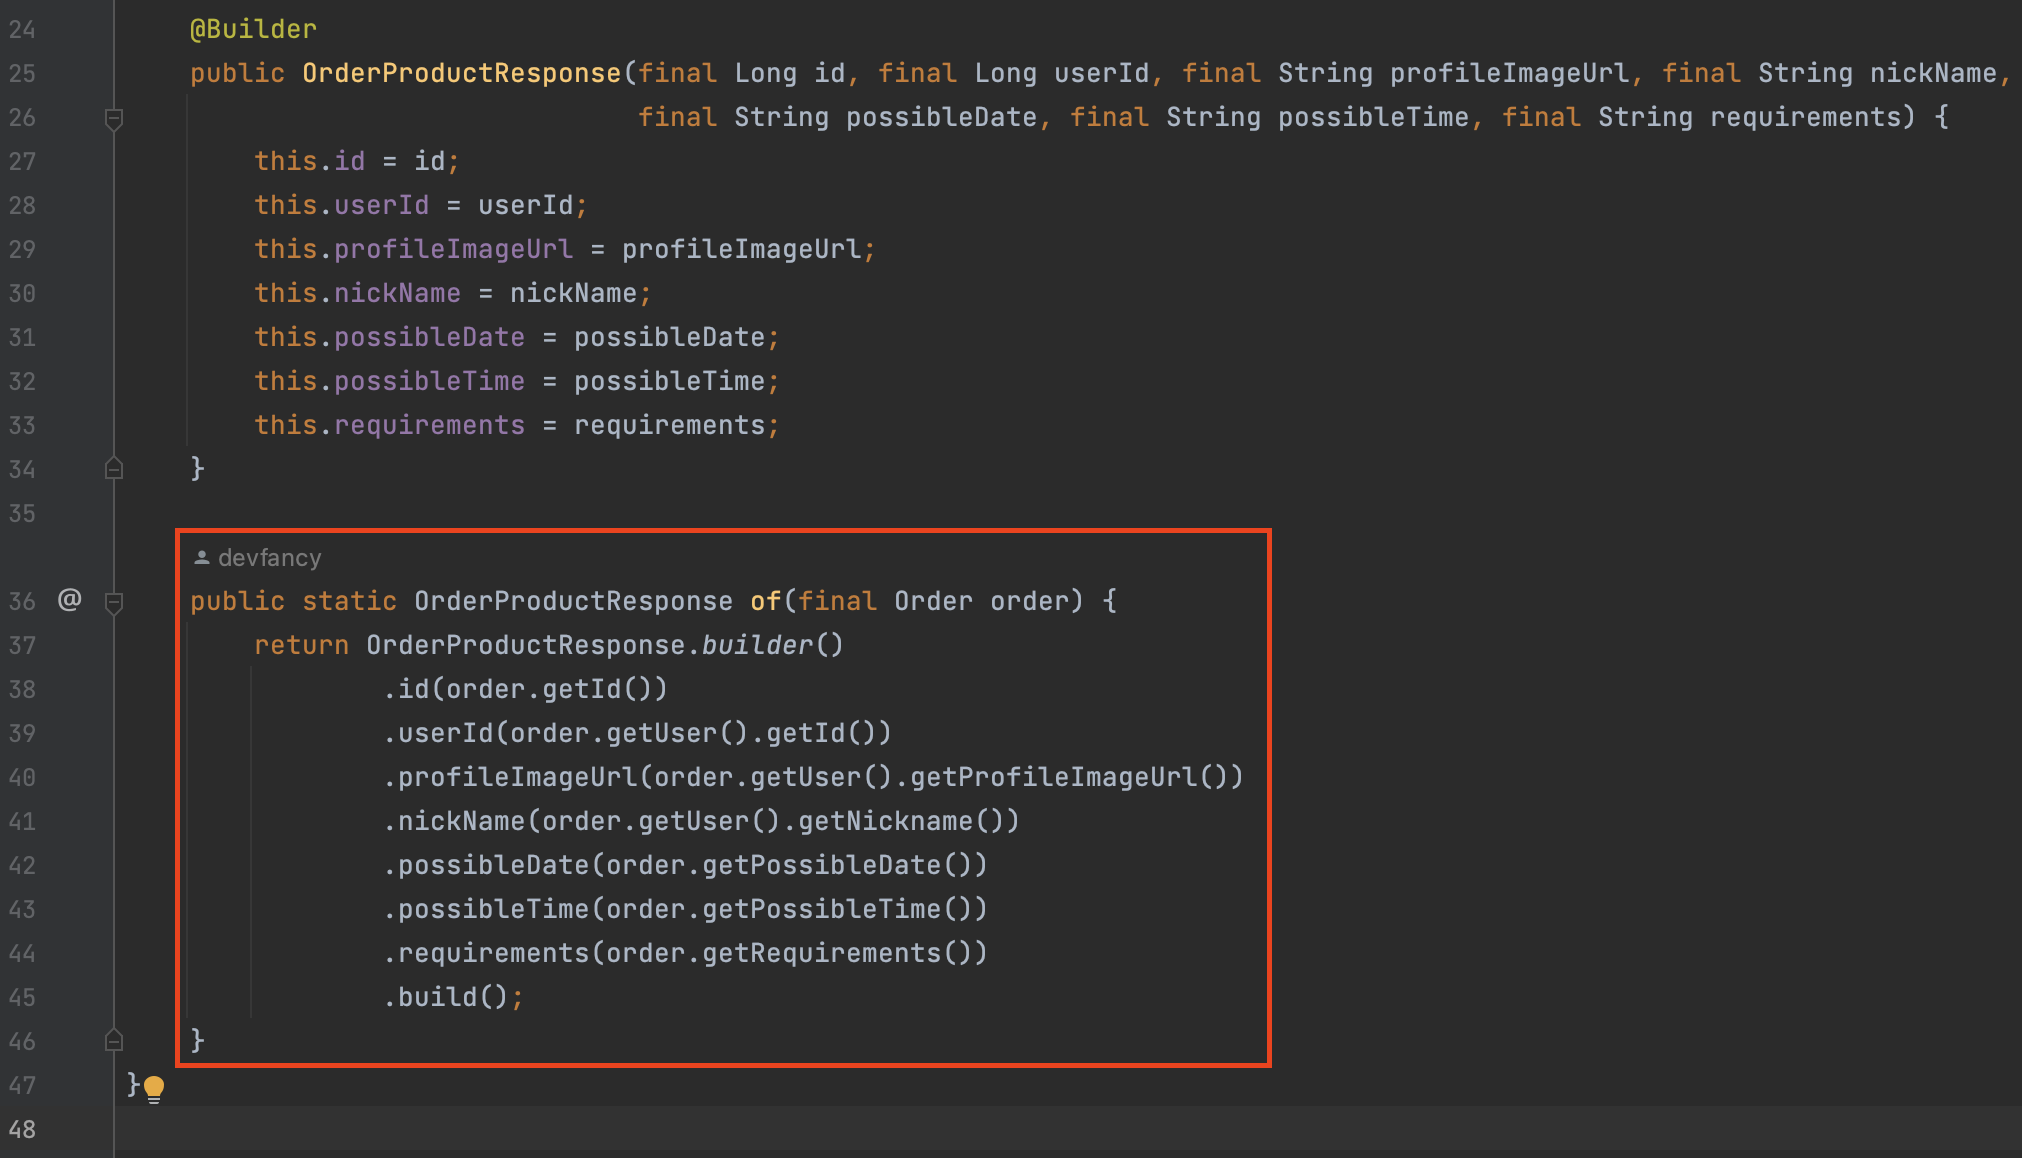 24 @Builder
25 public OrderProductResponse(final Long id, final Long userId, final String profileImageUrl, final String nickName,
26 final String possibleDate, final String possibleTime, final String requirements) {
27 this.id = id;
28 this.userId = userId;
29 this.profileImageUrl = profileImageUrl;
30 this.nickName = nickName;
31 this.possibleDate = possibleDate;
32 this.possibleTime = possibleTime;
33 this.requirements = requirements;
34 }
35
devfancy
36 @ public static OrderProductResponse of(final Order order) {
37 return OrderProductResponse.builder()
38 .id(order.getId())
39 .userId(order.getUser().getId())
40 .profileImageUrl(order.getUser().getProfileImageUrl())
41 .nickName(order.getUser().getNickname())
42 .possibleDate(order.getPossibleDate())
43 .possibleTime(order.getPossibleTime())
44 .requirements(order.getRequirements())
45 .build();
46 }
47 }
48